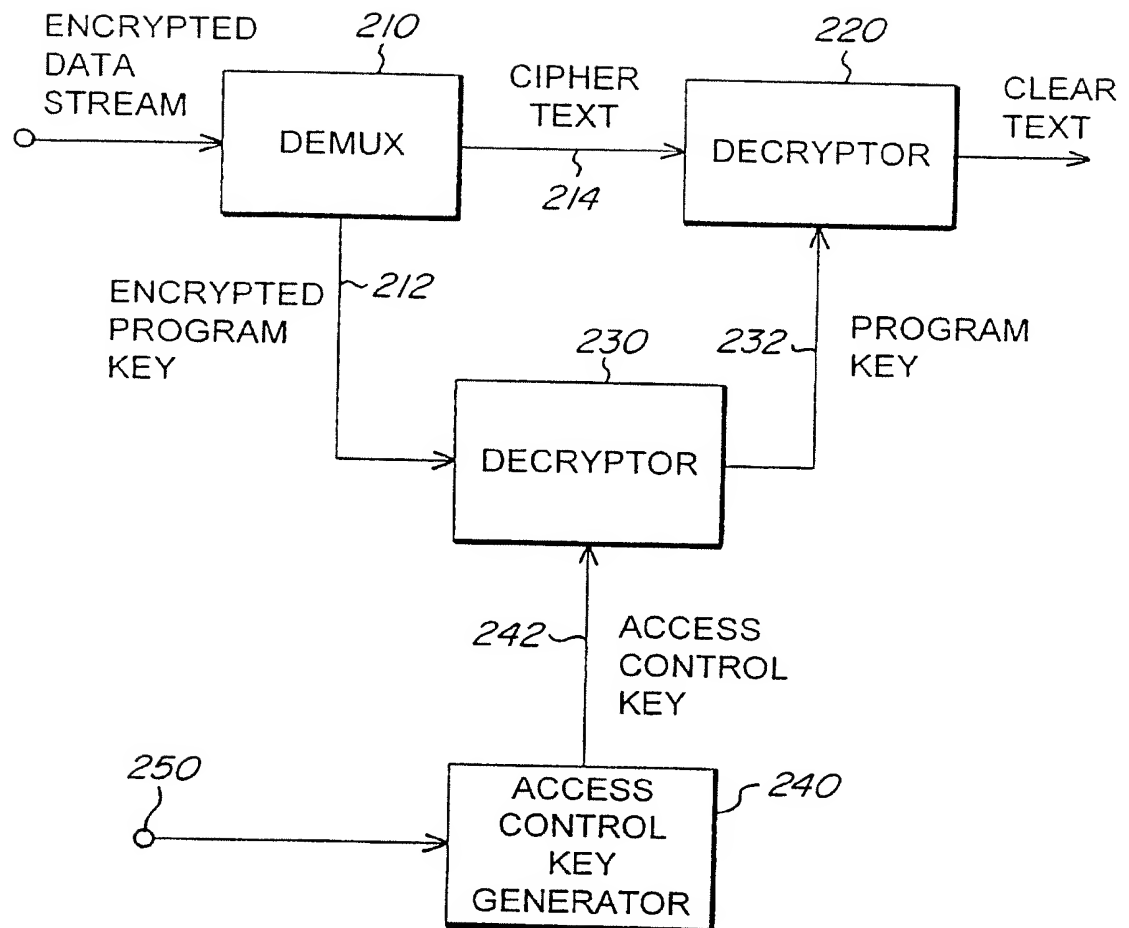 ENCRYPTED
DATA
STREAM
210
DEMUX
CIPHER
TEXT
214
220
DECRYPTOR
CLEAR
TEXT
212
ENCRYPTED
PROGRAM
KEY
230
DECRYPTOR
232
PROGRAM
KEY
242
ACCESS
CONTROL
KEY
250
ACCESS
CONTROL
KEY
GENERATOR
240